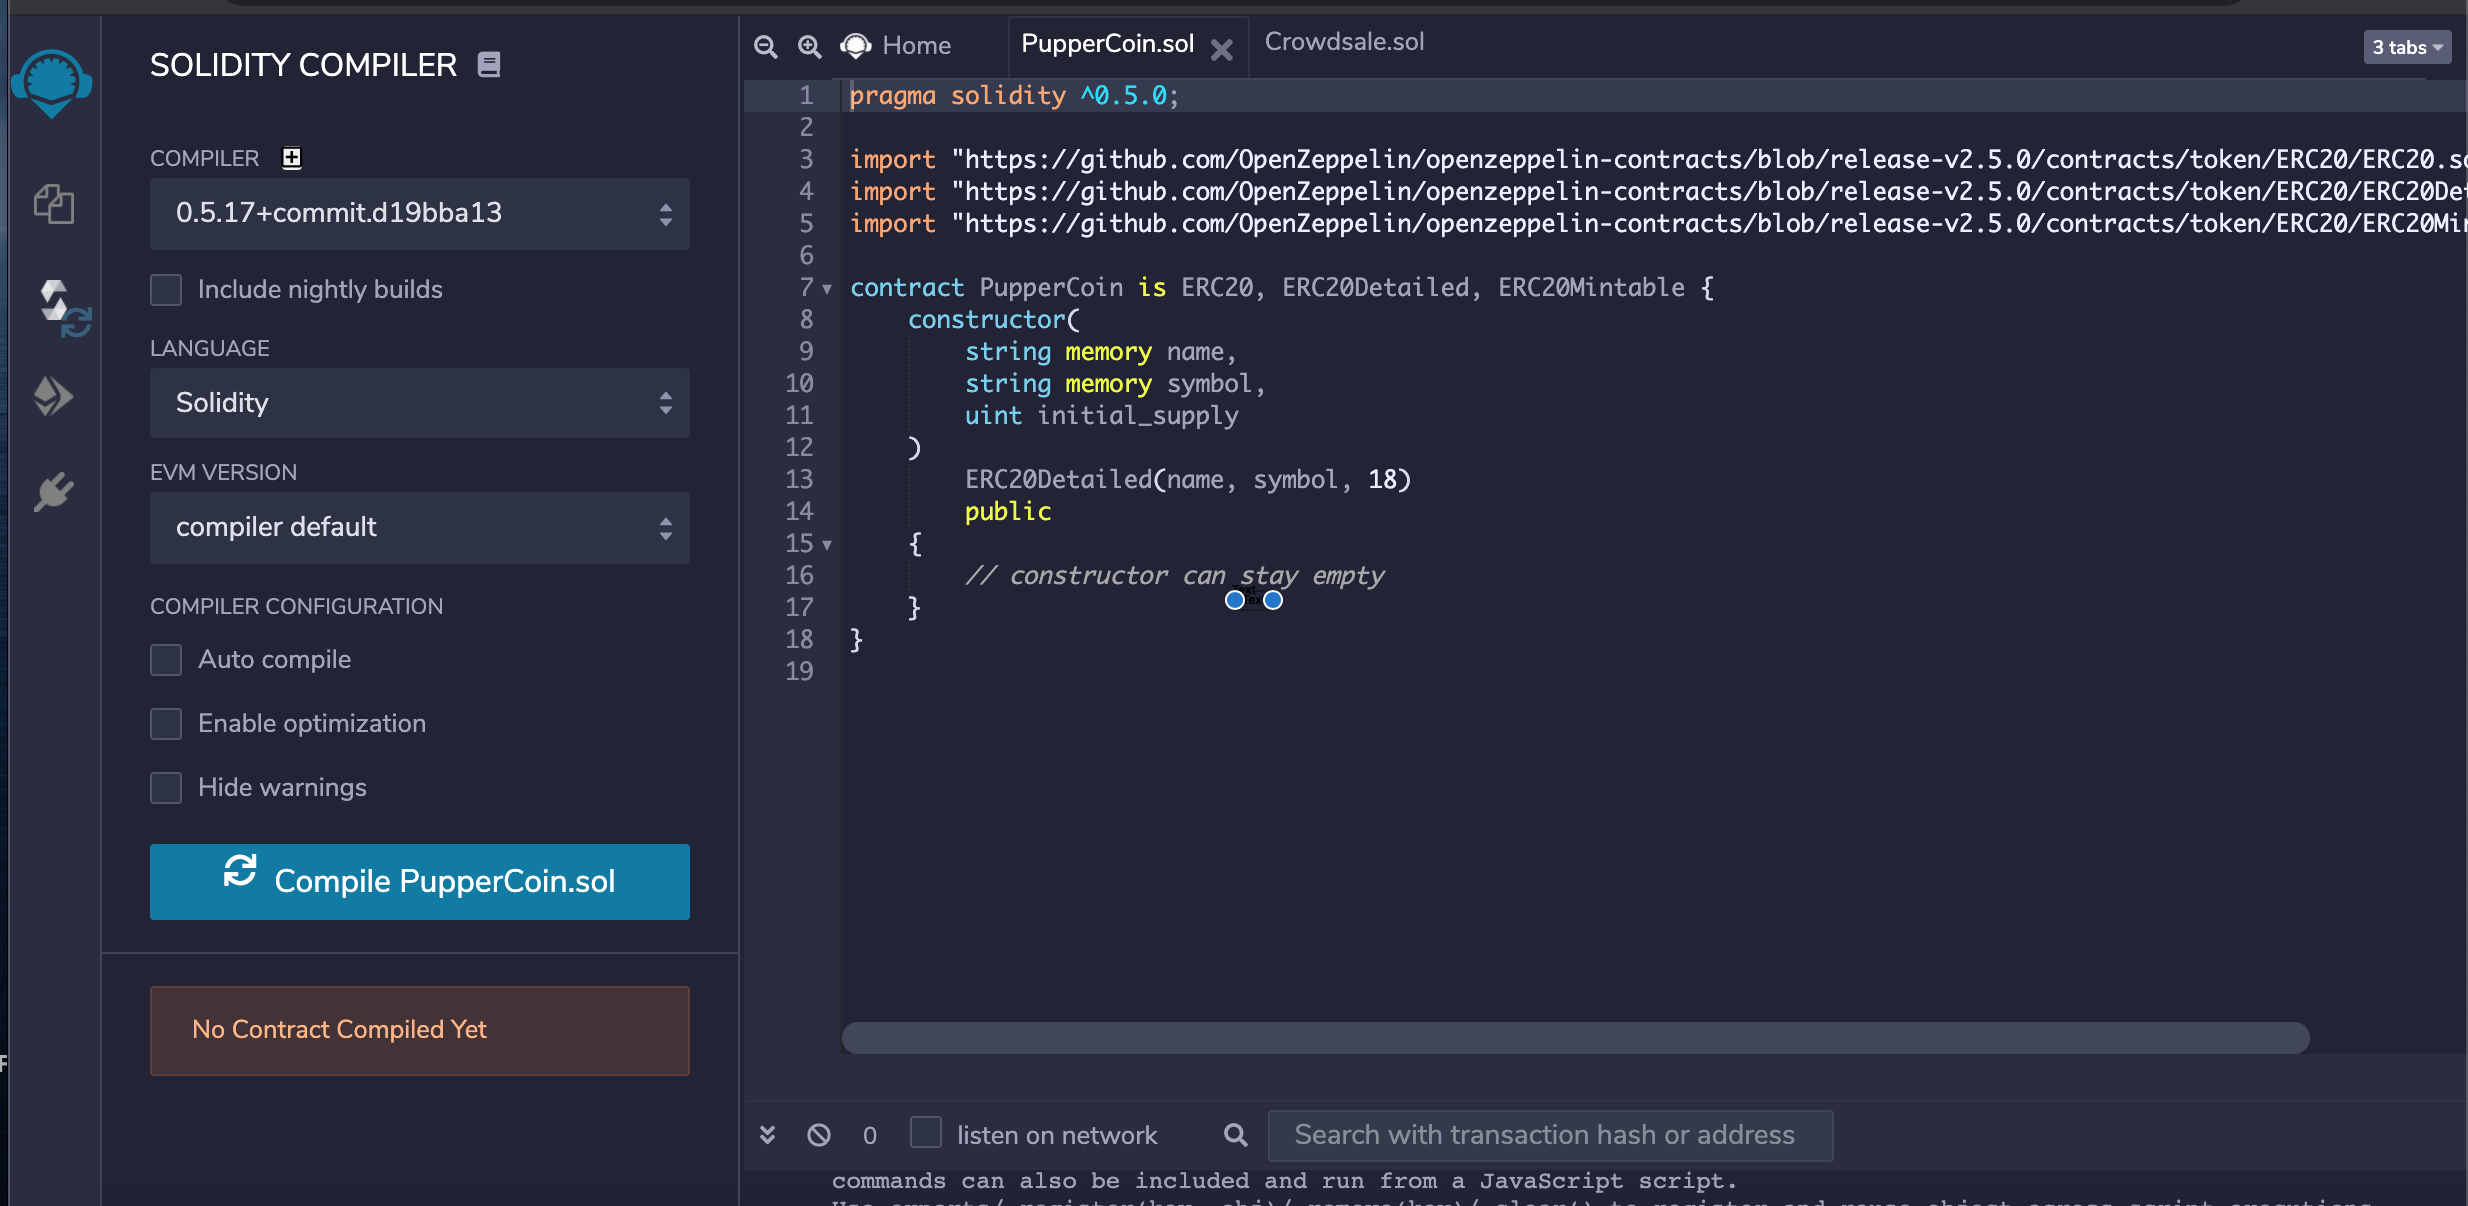 SOLIDITY COMPILER
COMPILER
0.5.17+commit.d19bba13
Include nightly builds
LANGUAGE
Solidity
EVM VERSION
compiler default
COMPILER CONFIGURATION
Auto compile
Enable optimization
Hide warnings
Compile PupperCoin.sol
No Contract Compiled Yet
Home
PupperCoin.sol
Crowdsale.sol
3 tabs
1 pragma solidity ^0.5.0;
2
3 import "https://github.com/OpenZeppelin/openzeppelin-contracts/blob/release-v2.5.0/contracts/token/ERC20/ERC20.so
4 import "https://github.com/OpenZeppelin/openzeppelin-contracts/blob/release-v2.5.0/contracts/token/ERC20/ERC20Det
5 import "https://github.com/OpenZeppelin/openzeppelin-contracts/blob/release-v2.5.0/contracts/token/ERC20/ERC20Min
6
7 contract PupperCoin is ERC20, ERC20Detailed, ERC20Mintable {
8 constructor(
9 string memory name,
10 string memory symbol,
11 uint initial_supply
12 )
13 ERC20Detailed(name, symbol, 18)
14 public
15 {
16 // constructor can stay empty
17 }
18 }
19
0
listen on network
Search with transaction hash or address
commands can also be included and run from a JavaScript script.